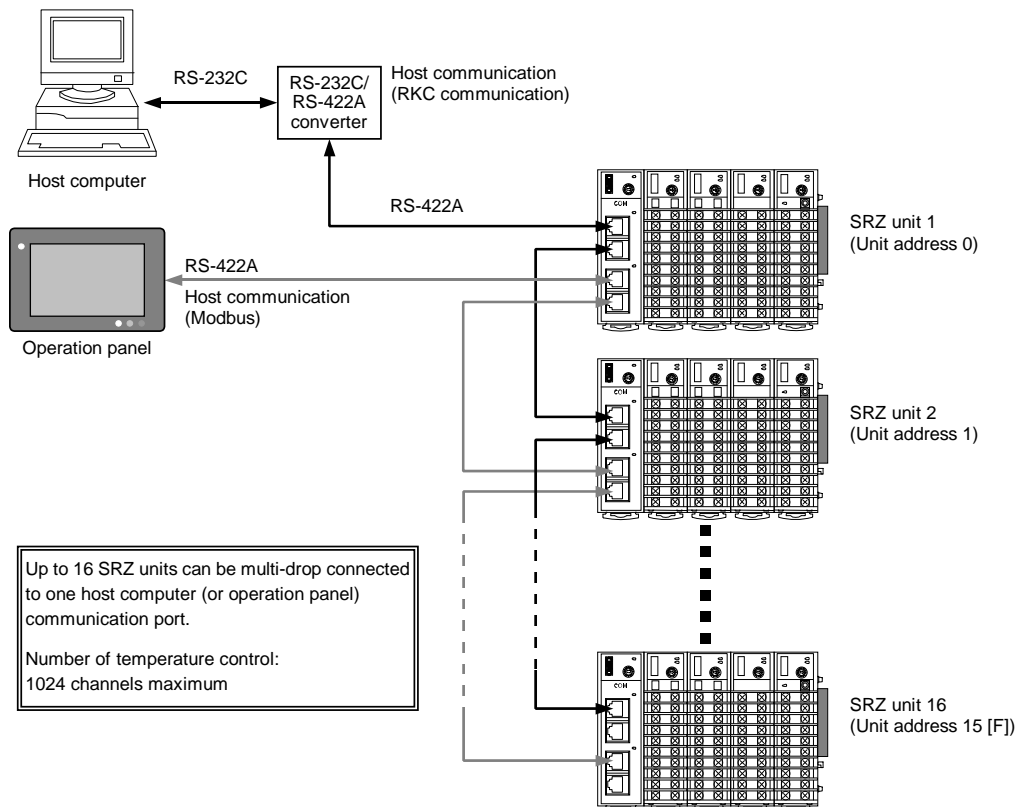 RS-232C
RS-232C/
RS-422A
converter
Host communication
(RKC communication)
Host computer
RS-422A
COM
SRZ unit 1
(Unit address 0)
RS-422A
Host communication
(Modbus)
Operation panel
COM
SRZ unit 2
(Unit address 1)
Up to 16 SRZ units can be multi-drop connected
to one host computer (or operation panel)
communication port.
Number of temperature control:
1024 channels maximum
COM
SRZ unit 16
(Unit address 15 [F])